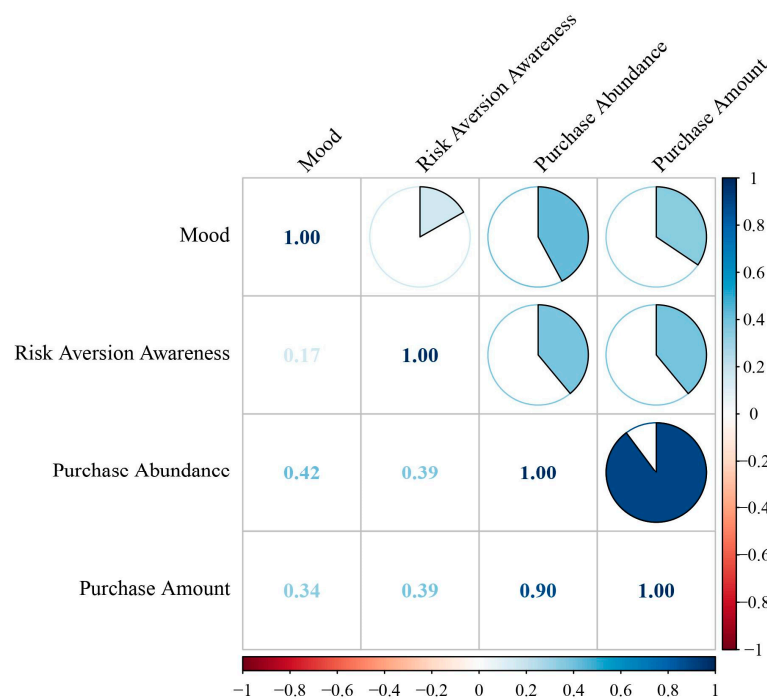 Mood
Risk Aversion Awareness
Purchase Abundance
Purchase Amount
Mood
1.00
Risk Aversion Awareness
0.17
1.00
Purchase Abundance
0.42
0.39
1.00
Purchase Amount
0.34
0.39
0.90
1.00
1
0.8
0.6
0.4
0.2
0
−0.2
−0.4
−0.6
−0.8
−1
−1 −0.8 −0.6 −0.4 −0.2 0 0.2 0.4 0.6 0.8 1